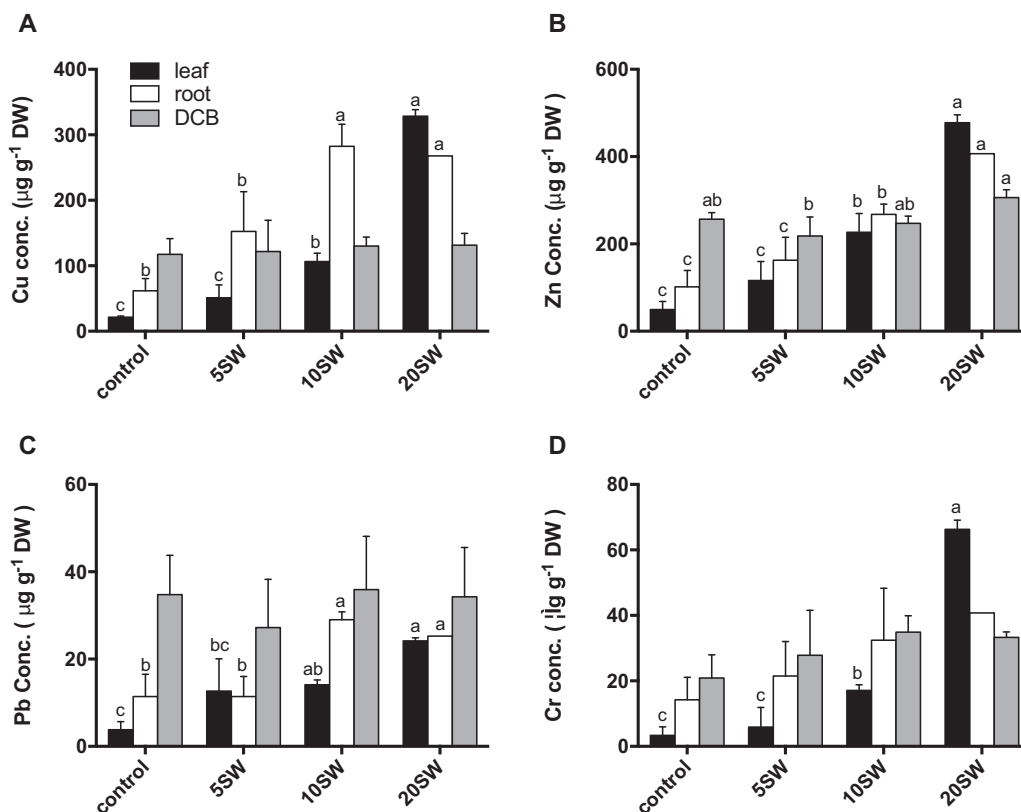 A
Cu conc. (μg g-1 DW)
400
300
200
100
0
leaf
root
DCB
c
b
c
b
b
a
a
a
control
5SW
10SW
20SW
B
Zn Conc. (μg g-1 DW )
600
400
200
0
c
c
ab
c
c
b
b
b
ab
a
a
a
control
5SW
10SW
20SW
C
Pb Conc. ( μg g-1 DW )
60
40
20
0
c
b
bc
b
ab
a
a
a
control
5SW
10SW
20SW
D
Cr conc. ( ¦Ìg g-1 DW )
80
60
40
20
0
c
c
b
a
control
5SW
10SW
20SW